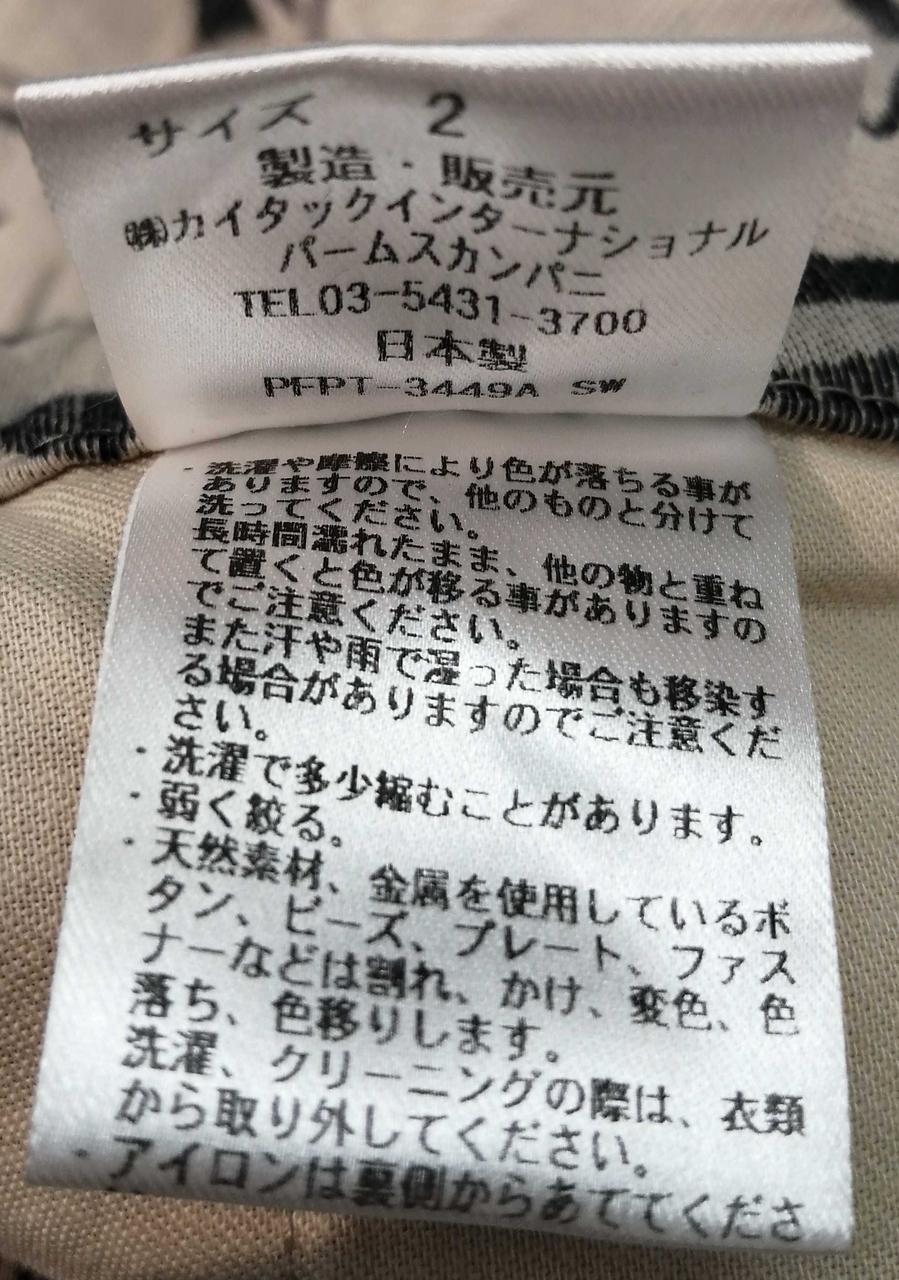 サイズ 2
製造・販売元
㈱カイタックインターナショナル
パームスカンパニ
TEL03-5431-3700
日本製
PFPT-3449A SW
・洗濯や摩擦により色が落ちる事が
ありますので、他のものと分けて
洗ってください。
長時間濡れたまま、他の物と重ね
て置くと色が移る事がありますの
でご注意ください。
また汗や雨で湿った場合も移染す
る場合がありますのでご注意くだ
さい。
・洗濯で多少縮むことがあります。
・弱く絞る。
・天然素材、金属を使用しているボ
タン、ビーズ、プレート、ファス
ナーなどは割れ、かけ、変色、色
落ち、色移りします。
洗濯、クリーニングの際は、衣類
から取り外してください。
・アイロンは裏側からあててくださ